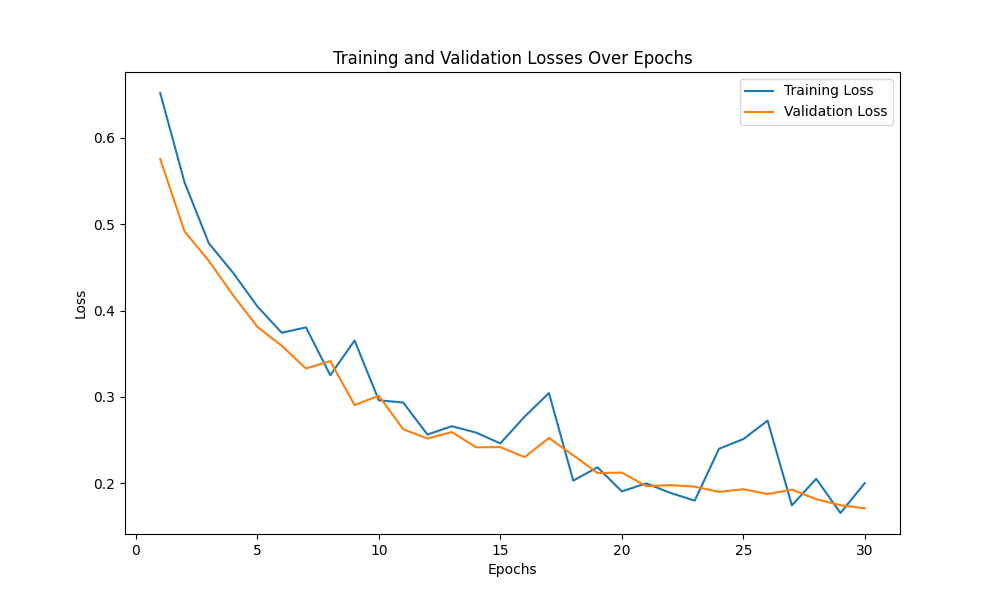 Training and Validation Losses Over Epochs
Training Loss
Validation Loss
Loss
0.6
0.5
0.4
0.3
0.2
0
5
10
15
20
25
30
Epochs